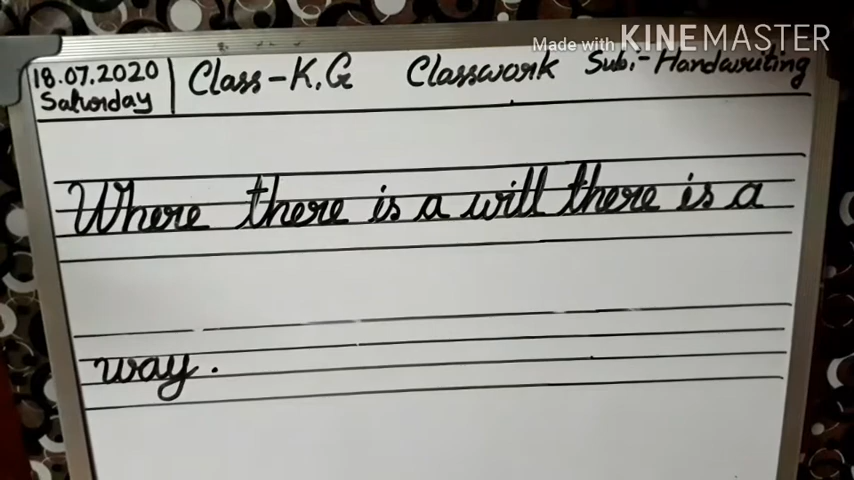 Made with KINEMASTER
18.07.2020 Class-K.G Classwork Sub:-Handwriting
Saturday
Where there is a will there is a
way.